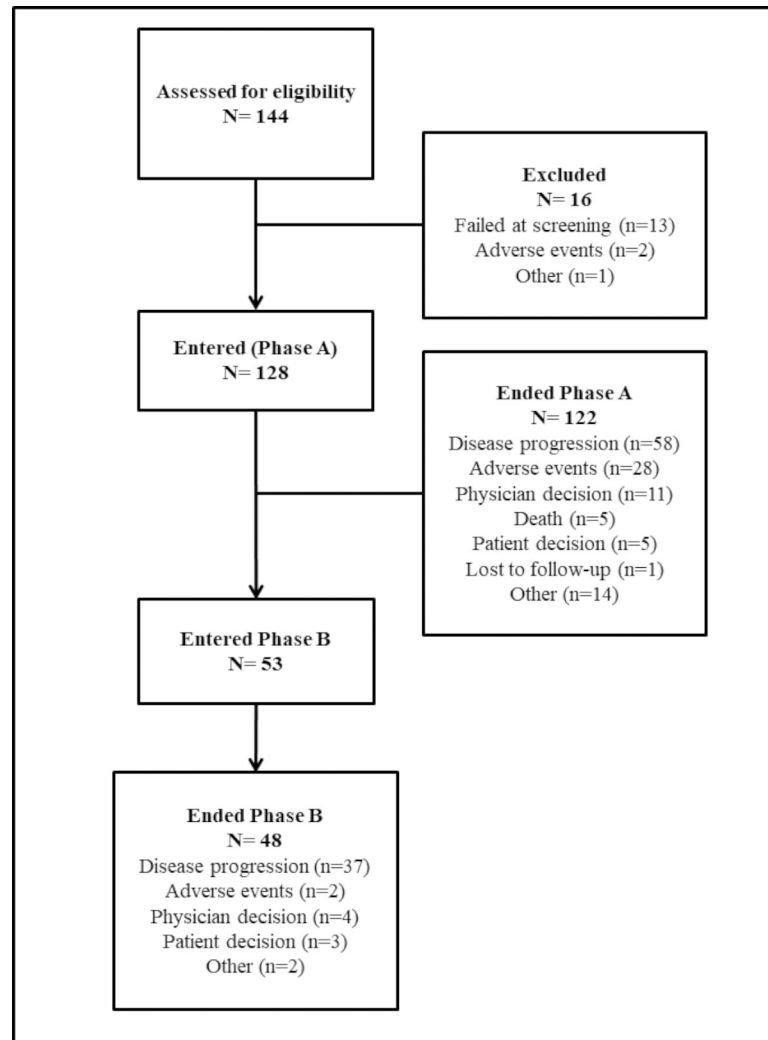 Assessed for eligibility
N= 144
Excluded
N= 16
Failed at screening (n=13)
Adverse events (n=2)
Other (n=1)
Entered (Phase A)
N= 128
Ended Phase A
N= 122
Disease progression (n=58)
Adverse events (n=28)
Physician decision (n=11)
Death (n=5)
Patient decision (n=5)
Lost to follow-up (n=1)
Other (n=14)
Entered Phase B
N= 53
Ended Phase B
N= 48
Disease progression (n=37)
Adverse events (n=2)
Physician decision (n=4)
Patient decision (n=3)
Other (n=2)